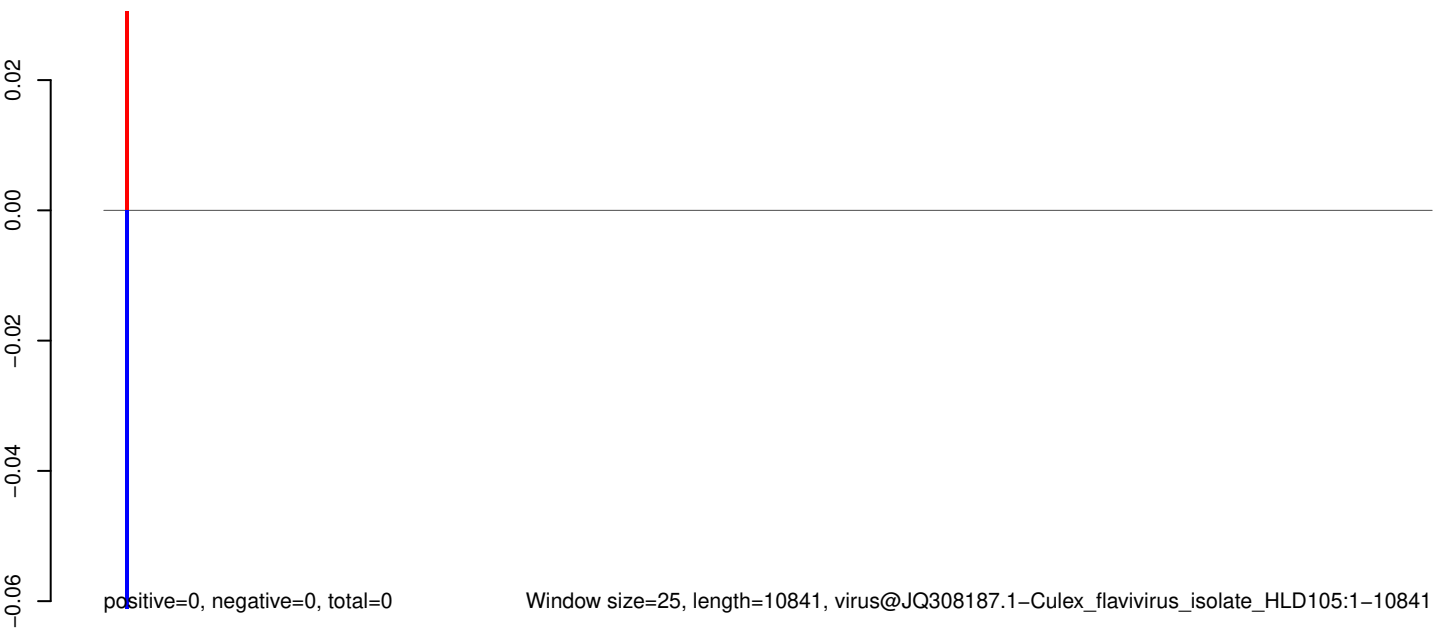 0.02
0.00
−0.02
−0.04
−0.06
positive=0, negative=0, total=0
Window size=25, length=10841, virus@JQ308187.1−Culex_flavivirus_isolate_HLD105:1−10841